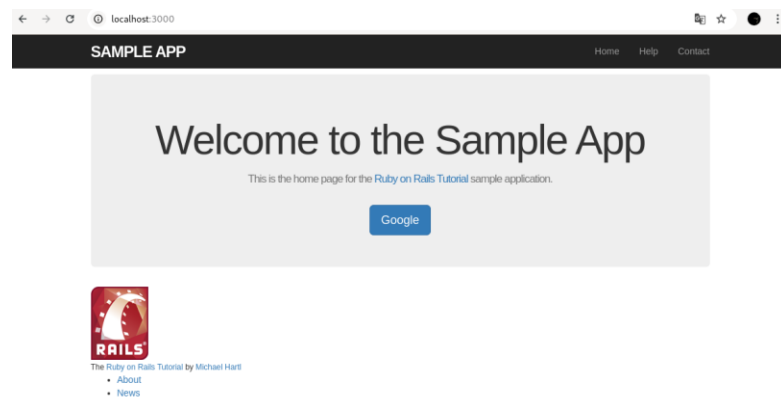 localhost:3000
SAMPLE APP
Home Help Contact
Welcome to the Sample App
This is the home page for the Ruby on Rails Tutorial sample application.
Google
RAILS
The Ruby on Rails Tutorial by Michael Hartl
• About
• News